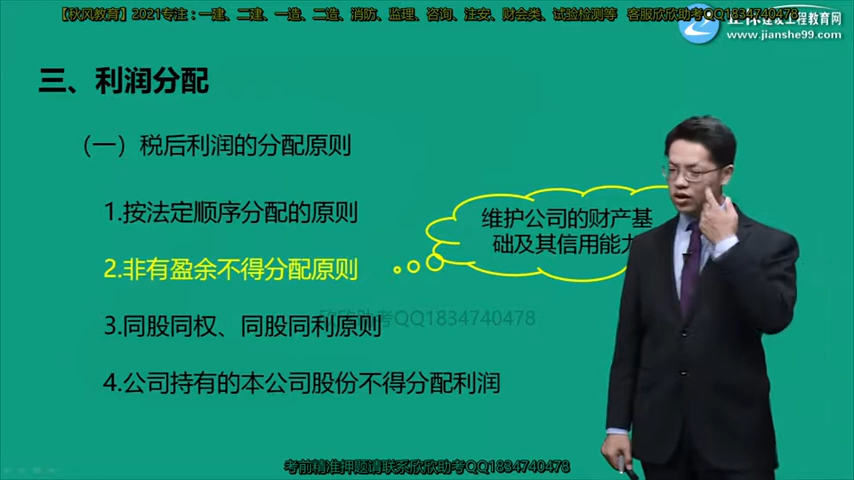 【秋风教育】2021专注：一建、二建、一造、二造、消防、监理、咨询、注安、财会类、试验检测等 客服欣欣助考QQ1834740478
建设工程教育网
www.jianshe99.com
三、利润分配
（一）税后利润的分配原则
1.按法定顺序分配的原则
维护公司的财产基
础及其信用能力
2.非有盈余不得分配原则
欣欣助考QQ1834740478
3.同股同权、同股同利原则
4.公司持有的本公司股份不得分配利润
考前精准押题请联系欣欣助考QQ1834740478